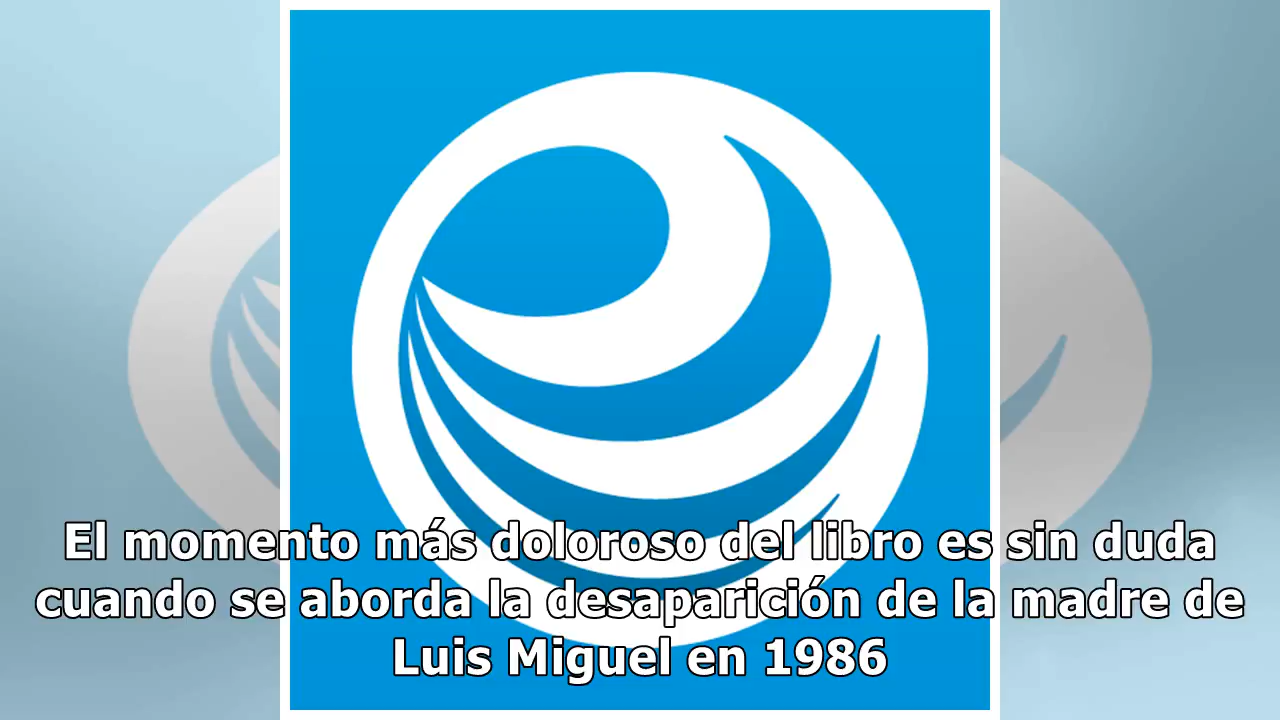 El momento más doloroso del libro es sin duda
cuando se aborda la desaparición de la madre de
Luis Miguel en 1986